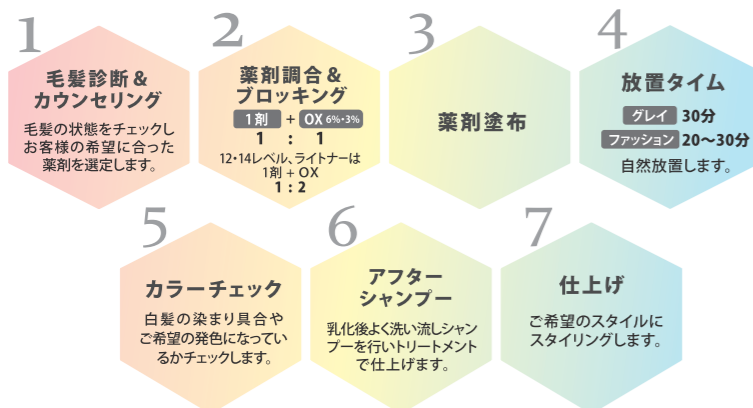 1
毛髪診断&
カウンセリング
毛髪の状態をチェックし
お客様の希望に合った
薬剤を選定します。
2
薬剤調合&
ブロッキング
1剤 + OX 6%・3%
1 : 1
12・14レベル、ライトナーは
1剤 + OX
1 : 2
3
薬剤塗布
4
放置タイム
グレイ 30分
ファッション 20〜30分
自然放置します。
5
カラーチェック
白髪の染まり具合や
ご希望の発色になってい
るかチェックします。
6
アフター
シャンプー
乳化後よく洗い流しシャン
プーを行いトリートメント
で仕上げます。
7
仕上げ
ご希望のスタイルに
スタイリングします。